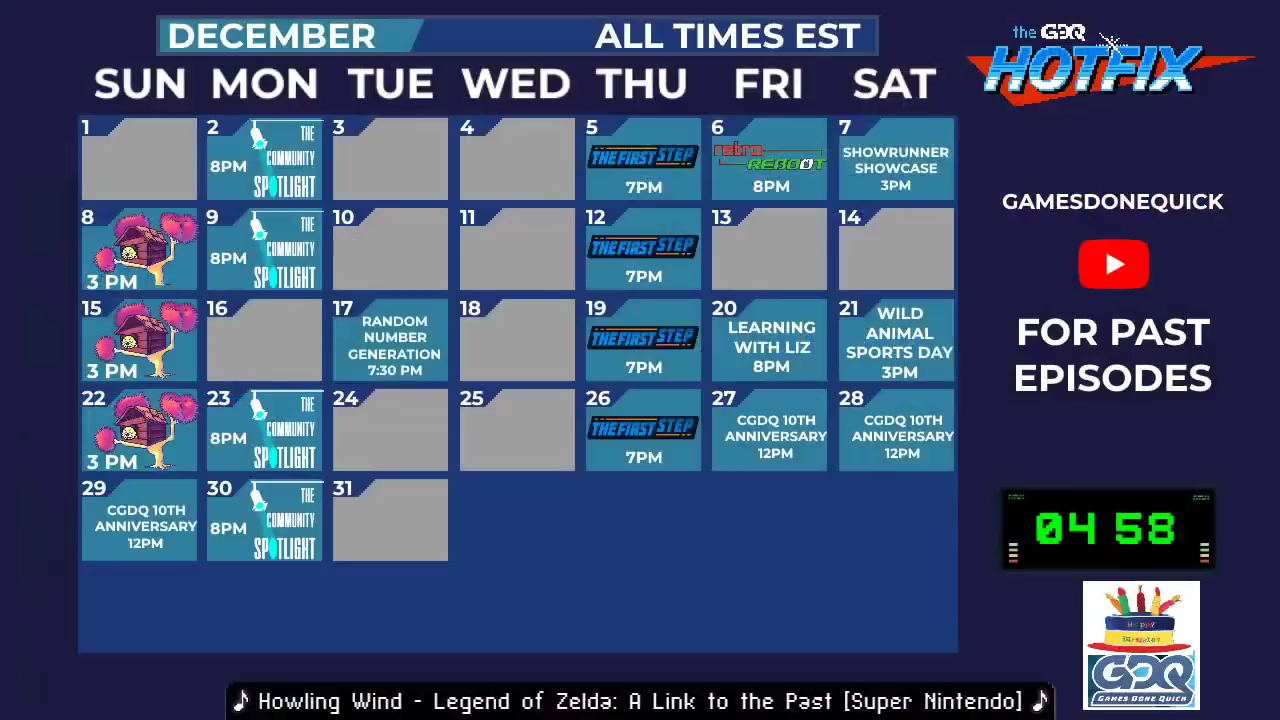 DECEMBER
ALL TIMES EST
the GDQ
HOTFIX
SUN MON TUE WED THU FRI SAT
1
2
8PM
THE
COMMUNITY
SPOTLIGHT
3
4
5
THE FIRST STEP
7PM
6
retro
REBOOT
8PM
7
SHOWRUNNER
SHOWCASE
3PM
8
3 PM
9
8PM
THE
COMMUNITY
SPOTLIGHT
10
11
12
THE FIRST STEP
7PM
13
14
15
3 PM
16
17
RANDOM
NUMBER
GENERATION
7:30 PM
18
19
THE FIRST STEP
7PM
20
LEARNING
WITH LIZ
8PM
21
WILD
ANIMAL
SPORTS DAY
3PM
22
3 PM
23
8PM
THE
COMMUNITY
SPOTLIGHT
24
25
26
THE FIRST STEP
7PM
27
CGDQ 10TH
ANNIVERSARY
12PM
28
CGDQ 10TH
ANNIVERSARY
12PM
29
CGDQ 10TH
ANNIVERSARY
12PM
30
8PM
THE
COMMUNITY
SPOTLIGHT
31
GAMESDONEQUICK
FOR PAST
EPISODES
04 58
Happy
Birthday
GDQ
GAMES DONE QUICK
♪ Howling Wind - Legend of Zelda: A Link to the Past [Super Nintendo] ♪